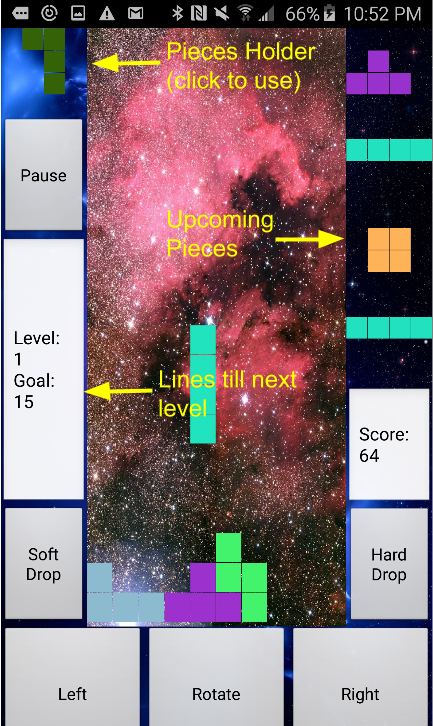 66% 10:52 PM
Pieces Holder
(click to use)
Pause
Upcoming
Pieces
Level:
1
Goal:
15
Lines till next
level
Score:
64
Soft
Drop
Hard
Drop
Left
Rotate
Right